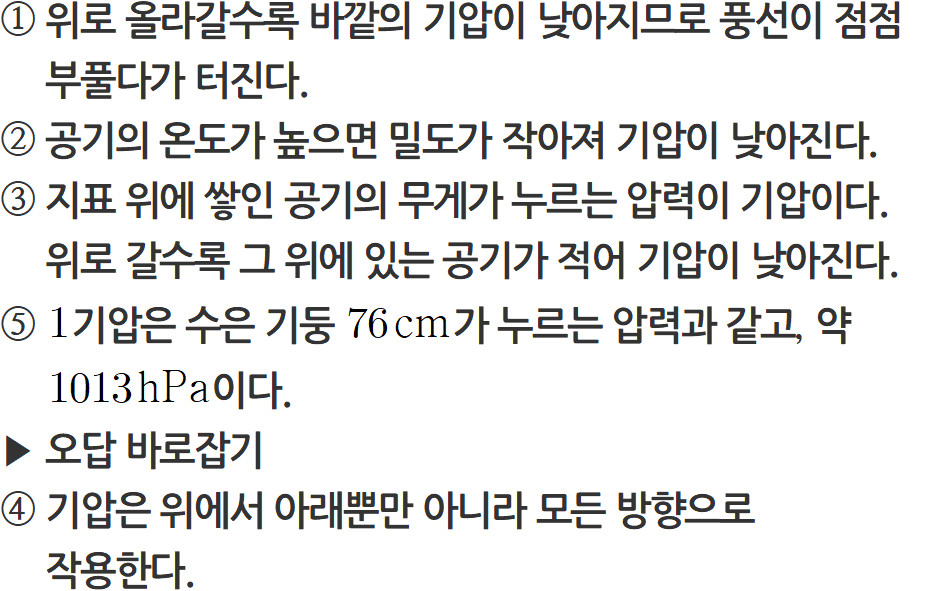 ① 위로 올라갈수록 바깥의 기압이 낮아지므로 풍선이 점점
부풀다가 터진다.
② 공기의 온도가 높으면 밀도가 작아져 기압이 낮아진다.
③ 지표 위에 쌓인 공기의 무게가 누르는 압력이 기압이다.
위로 갈수록 그 위에 있는 공기가 적어 기압이 낮아진다.
⑤ 1기압은 수은 기둥 76cm가 누르는 압력과 같고, 약
1013hPa이다.
▶ 오답 바로잡기
④ 기압은 위에서 아래뿐만 아니라 모든 방향으로
작용한다.